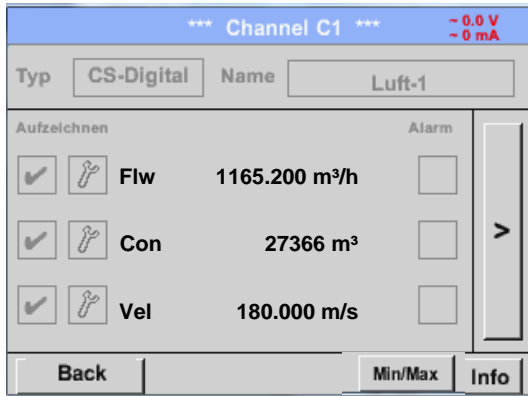 *** Channel C1 ***
~ 0.0 V
~ 0 mA
Typ CS-Digital Name Luft-1
Aufzeichnen Alarm
✔ Flw 1165.200 m³/h
✔ Con 27366 m³
>
✔ Vel 180.000 m/s
Back Min/Max Info